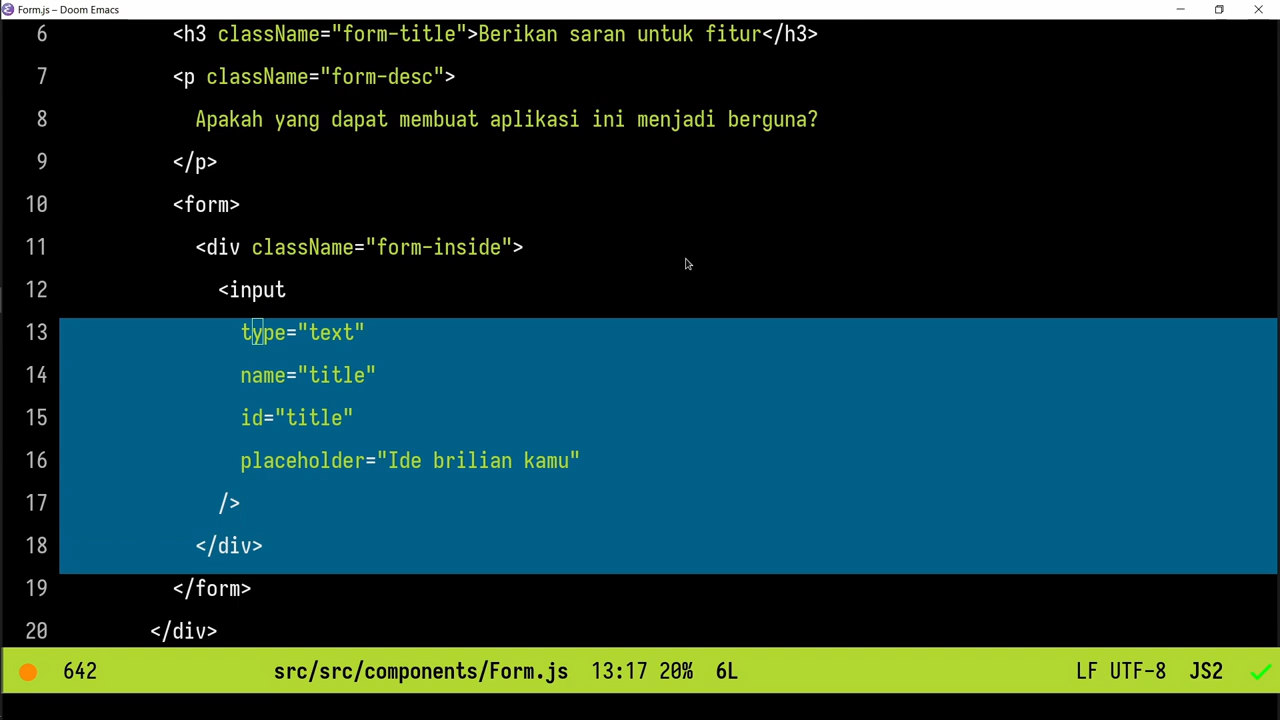 Form.js – Doom Emacs
6 <h3 className="form-title">Berikan saran untuk fitur</h3>
7 <p className="form-desc">
8 Apakah yang dapat membuat aplikasi ini menjadi berguna?
9 </p>
10 <form>
11 <div className="form-inside">
12 <input
13 type="text"
14 name="title"
15 id="title"
16 placeholder="Ide brilian kamu"
17 />
18 </div>
19 </form>
20 </div>
642 src/src/components/Form.js 13:17 20% 6L LF UTF-8 JS2